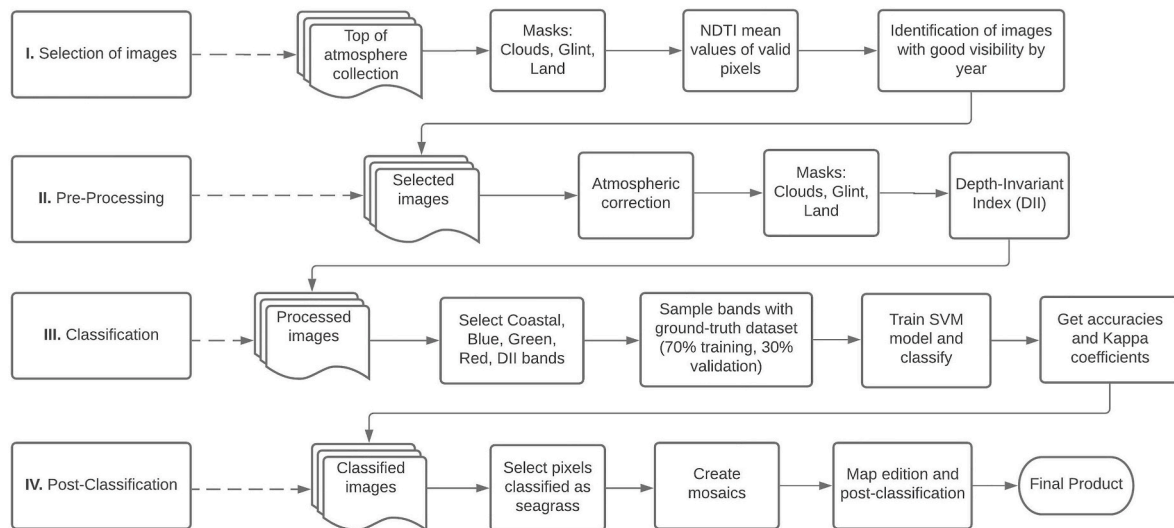 I. Selection of images
Top of
atmosphere
collection
Masks:
Clouds, Glint,
Land
NDTI mean
values of valid
pixels
Identification of images
with good visibility by
year
II. Pre-Processing
Selected
images
Atmospheric
correction
Masks:
Clouds, Glint,
Land
Depth-Invariant
Index (DII)
III. Classification
Processed
images
Select Coastal,
Blue, Green,
Red, DII bands
Sample bands with
ground-truth dataset
(70% training, 30%
validation)
Train SVM
model and
classify
Get accuracies
and Kappa
coefficients
IV. Post-Classification
Classified
images
Select pixels
classified as
seagrass
Create
mosaics
Map edition and
post-classification
Final Product